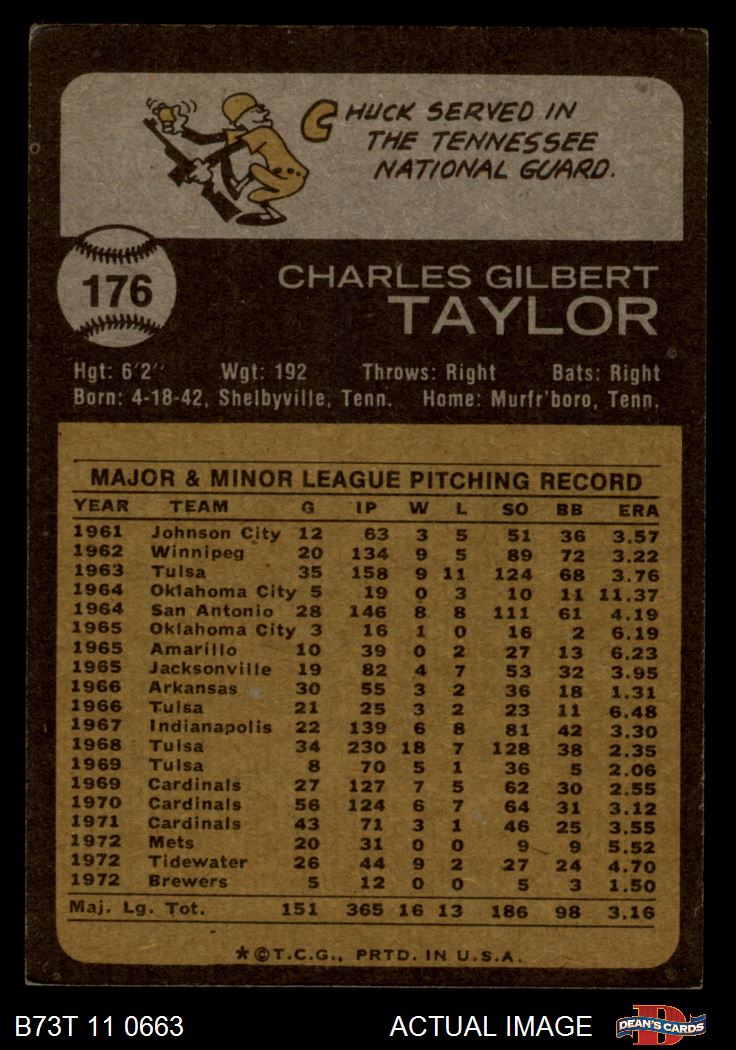 CHUCK SERVED IN
THE TENNESSEE
NATIONAL GUARD.
176
CHARLES GILBERT
TAYLOR
Hgt: 6'2" Wgt: 192 Throws: Right Bats: Right
Born: 4-18-42, Shelbyville, Tenn. Home: Murfr'boro, Tenn.
MAJOR & MINOR LEAGUE PITCHING RECORD
YEAR TEAM G IP W L SO BB ERA
1961 Johnson City 12 63 3 5 51 36 3.57
1962 Winnipeg 20 134 9 5 89 72 3.22
1963 Tulsa 35 158 9 11 124 68 3.76
1964 Oklahoma City 5 19 0 3 10 11 11.37
1964 San Antonio 28 146 8 8 111 61 4.19
1965 Oklahoma City 3 16 1 0 16 2 6.19
1965 Amarillo 10 39 0 2 27 13 6.23
1965 Jacksonville 19 82 4 7 53 32 3.95
1966 Arkansas 30 55 3 2 36 18 1.31
1966 Tulsa 21 25 3 2 23 11 6.48
1967 Indianapolis 22 139 6 8 81 42 3.30
1968 Tulsa 34 230 18 7 128 38 2.35
1969 Tulsa 8 70 5 1 36 5 2.06
1969 Cardinals 27 127 7 5 62 30 2.55
1970 Cardinals 56 124 6 7 64 31 3.12
1971 Cardinals 43 71 3 1 46 25 3.55
1972 Mets 20 31 0 0 9 9 5.52
1972 Tidewater 26 44 9 2 27 24 4.70
1972 Brewers 5 12 0 0 5 3 1.50
Maj. Lg. Tot. 151 365 16 13 186 98 3.16
★©T.C.G., PRTD. IN U.S.A.
B73T 11 0663 ACTUAL IMAGE
D
DEAN'S CARDS